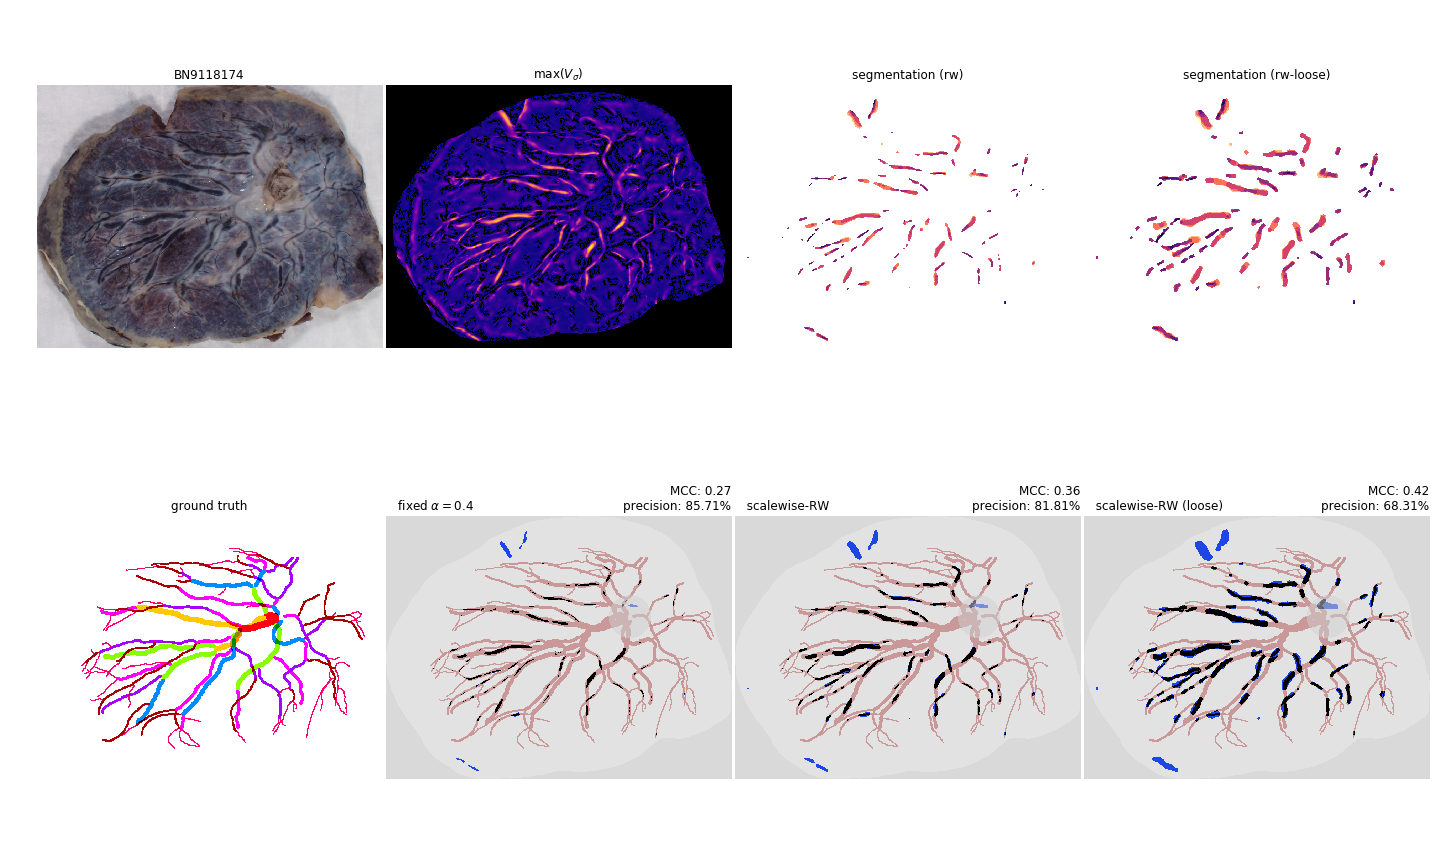 BN9118174
max(V_σ)
segmentation (rw)
segmentation (rw-loose)
ground truth
fixed α = 0.4
MCC: 0.27
precision: 85.71%
scalewise-RW
MCC: 0.36
precision: 81.81%
scalewise-RW (loose)
MCC: 0.42
precision: 68.31%